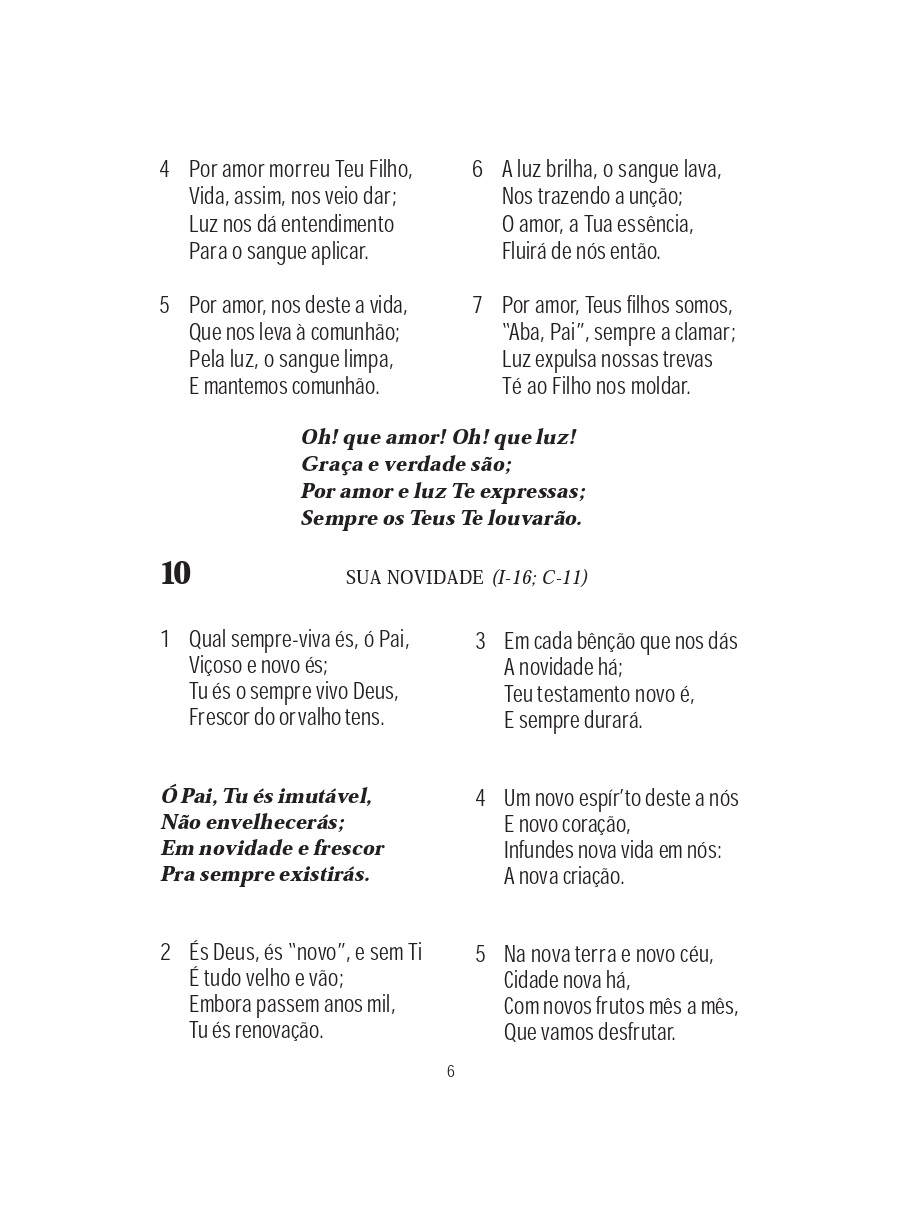 4 Por amor morreu Teu Filho,
Vida, assim, nos veio dar;
Luz nos dá entendimento
Para o sangue aplicar.
5 Por amor, nos deste a vida,
Que nos leva à comunhão;
Pela luz, o sangue limpa,
E mantemos comunhão.
6 A luz brilha, o sangue lava,
Nos trazendo a unção;
O amor, a Tua essência,
Fluirá de nós então.
7 Por amor, Teus filhos somos,
“Aba, Pai”, sempre a clamar;
Luz expulsa nossas trevas
Té ao Filho nos moldar.
Oh! que amor! Oh! que luz!
Graça e verdade são;
Por amor e luz Te expressas;
Sempre os Teus Te louvarão.
10 SUA NOVIDADE (I-16; C-11)
1 Qual sempre-viva és, ó Pai,
Viçoso e novo és;
Tu és o sempre vivo Deus,
Frescor do orvalho tens.
Ó Pai, Tu és imutável,
Não envelhecerás;
Em novidade e frescor
Pra sempre existirás.
2 És Deus, és “novo”, e sem Ti
É tudo velho e vão;
Embora passem anos mil,
Tu és renovação.
3 Em cada bênção que nos dás
A novidade há;
Teu testamento novo é,
E sempre durará.
4 Um novo espír’to deste a nós
E novo coração,
Infundes nova vida em nós:
A nova criação.
5 Na nova terra e novo céu,
Cidade nova há,
Com novos frutos mês a mês,
Que vamos desfrutar.
6